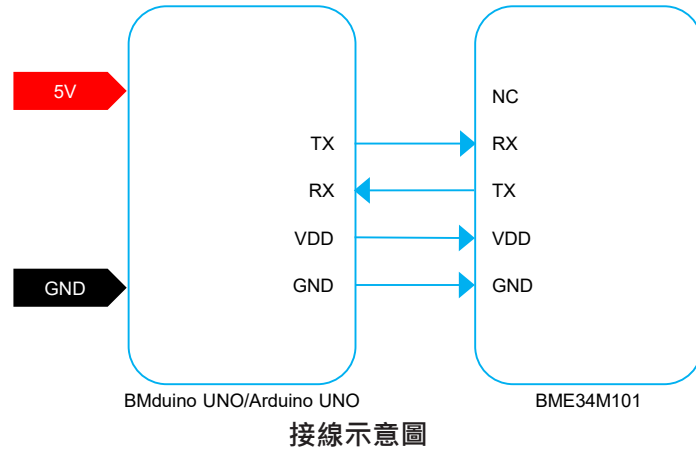 5V
GND
TX
RX
VDD
GND
NC
RX
TX
VDD
GND
BMduino UNO/Arduino UNO
BME34M101
接線示意圖